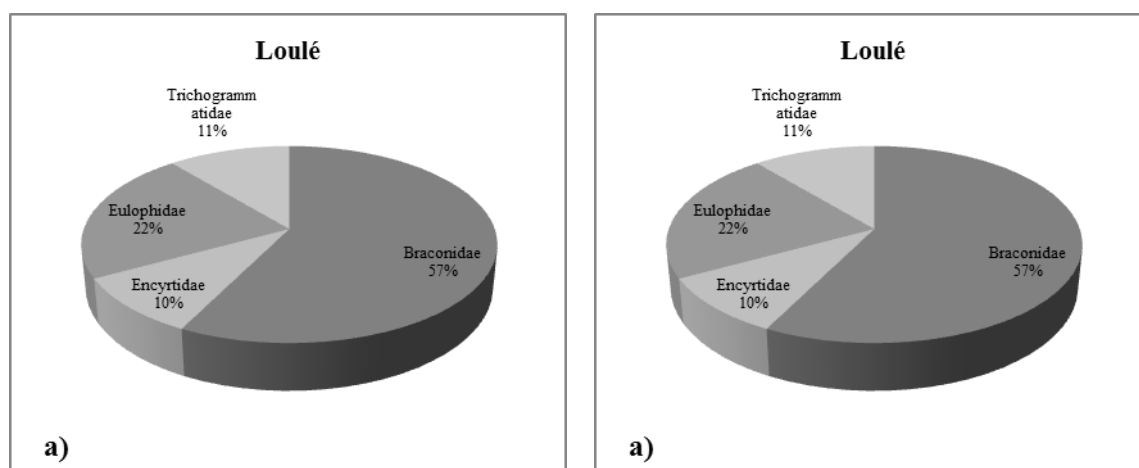 Loulé
Trichogramm
atidae
11%
Eulophidae
22%
Braconidae
57%
Encyrtidae
10%
a)
Loulé
Trichogramm
atidae
11%
Eulophidae
22%
Braconidae
57%
Encyrtidae
10%
a)